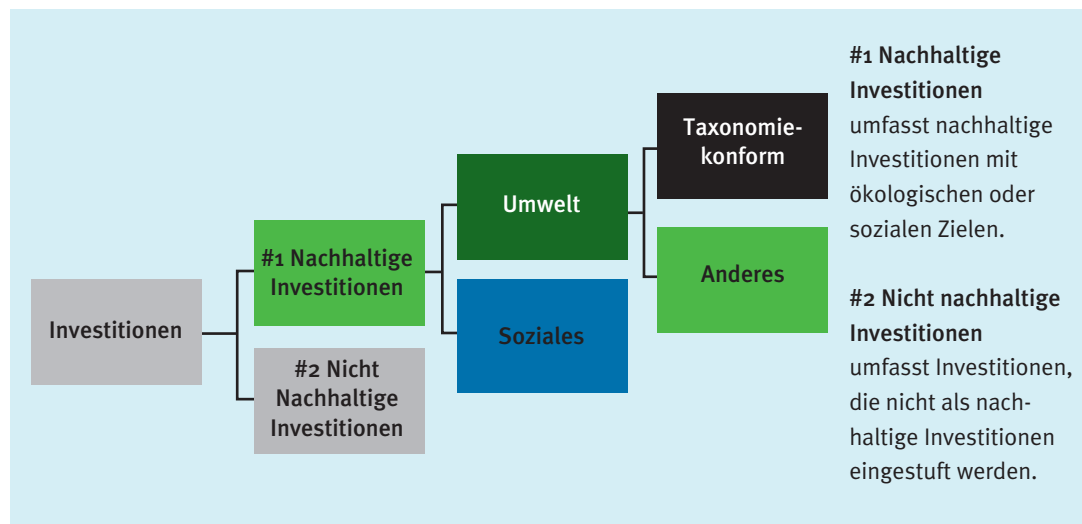 Investitionen
#1 Nachhaltige
Investitionen
#2 Nicht
Nachhaltige
Investitionen
Umwelt
Soziales
Taxonomie-
konform
Anderes
#1 Nachhaltige
Investitionen
umfasst nachhaltige
Investitionen mit
ökologischen oder
sozialen Zielen.
#2 Nicht nachhaltige
Investitionen
umfasst Investitionen,
die nicht als nach-
haltige Investitionen
eingestuft werden.